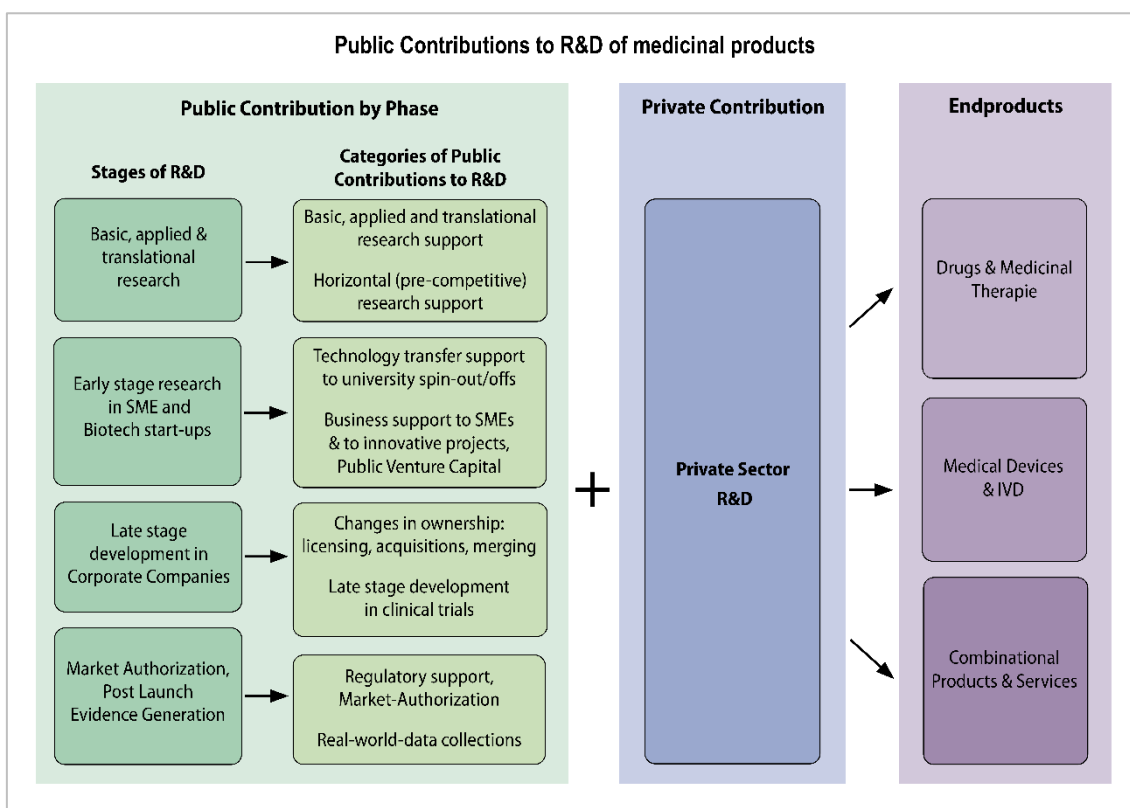 Public Contributions to R&D of medicinal products
Public Contribution by Phase
Stages of R&D
Categories of Public
Contributions to R&D
Basic, applied &
translational
research
Basic, applied and translational
research support
Horizontal (pre-competitive)
research support
Early stage research
in SME and
Biotech start-ups
Technology transfer support
to university spin-out/offs
Business support to SMEs
& to innovative projects,
Public Venture Capital
Late stage
development in
Corporate Companies
Changes in ownership:
licensing, acquisitions, merging
Late stage development
in clinical trials
Market Authorization,
Post Launch
Evidence Generation
Regulatory support,
Market-Authorization
Real-world-data collections
+
Private Contribution
Private Sector
R&D
Endproducts
Drugs & Medicinal
Therapie
Medical Devices
& IVD
Combinational
Products & Services